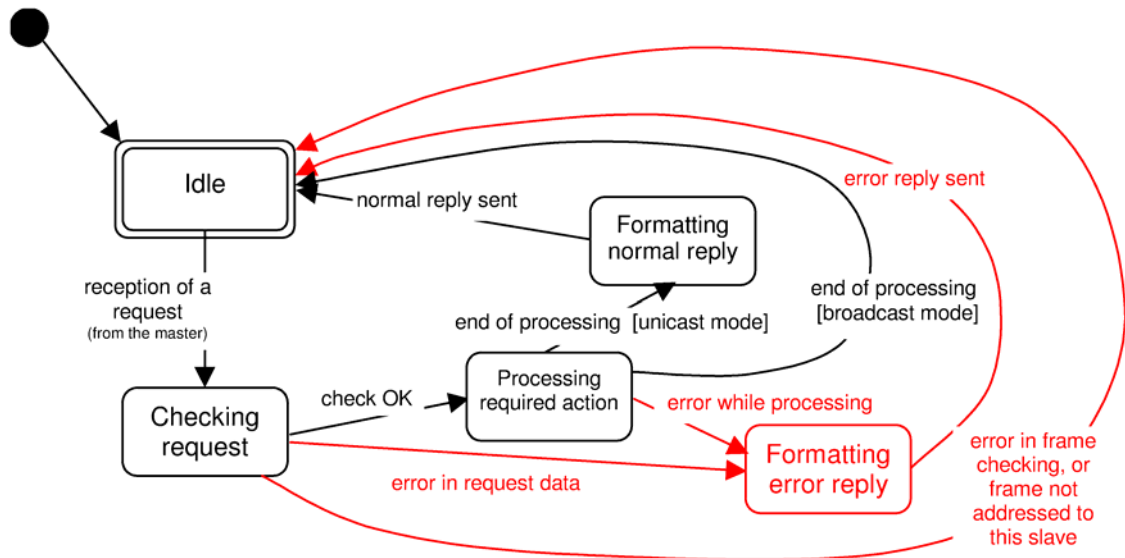 Idle
normal reply sent
error reply sent
Formatting
normal reply
reception of a
request
(from the master)
end of processing
[broadcast mode]
end of processing [unicast mode]
Processing
required action
check OK
Checking
request
error while processing
Formatting
error reply
error in request data
error in frame
checking, or
frame not
addressed to
this slave